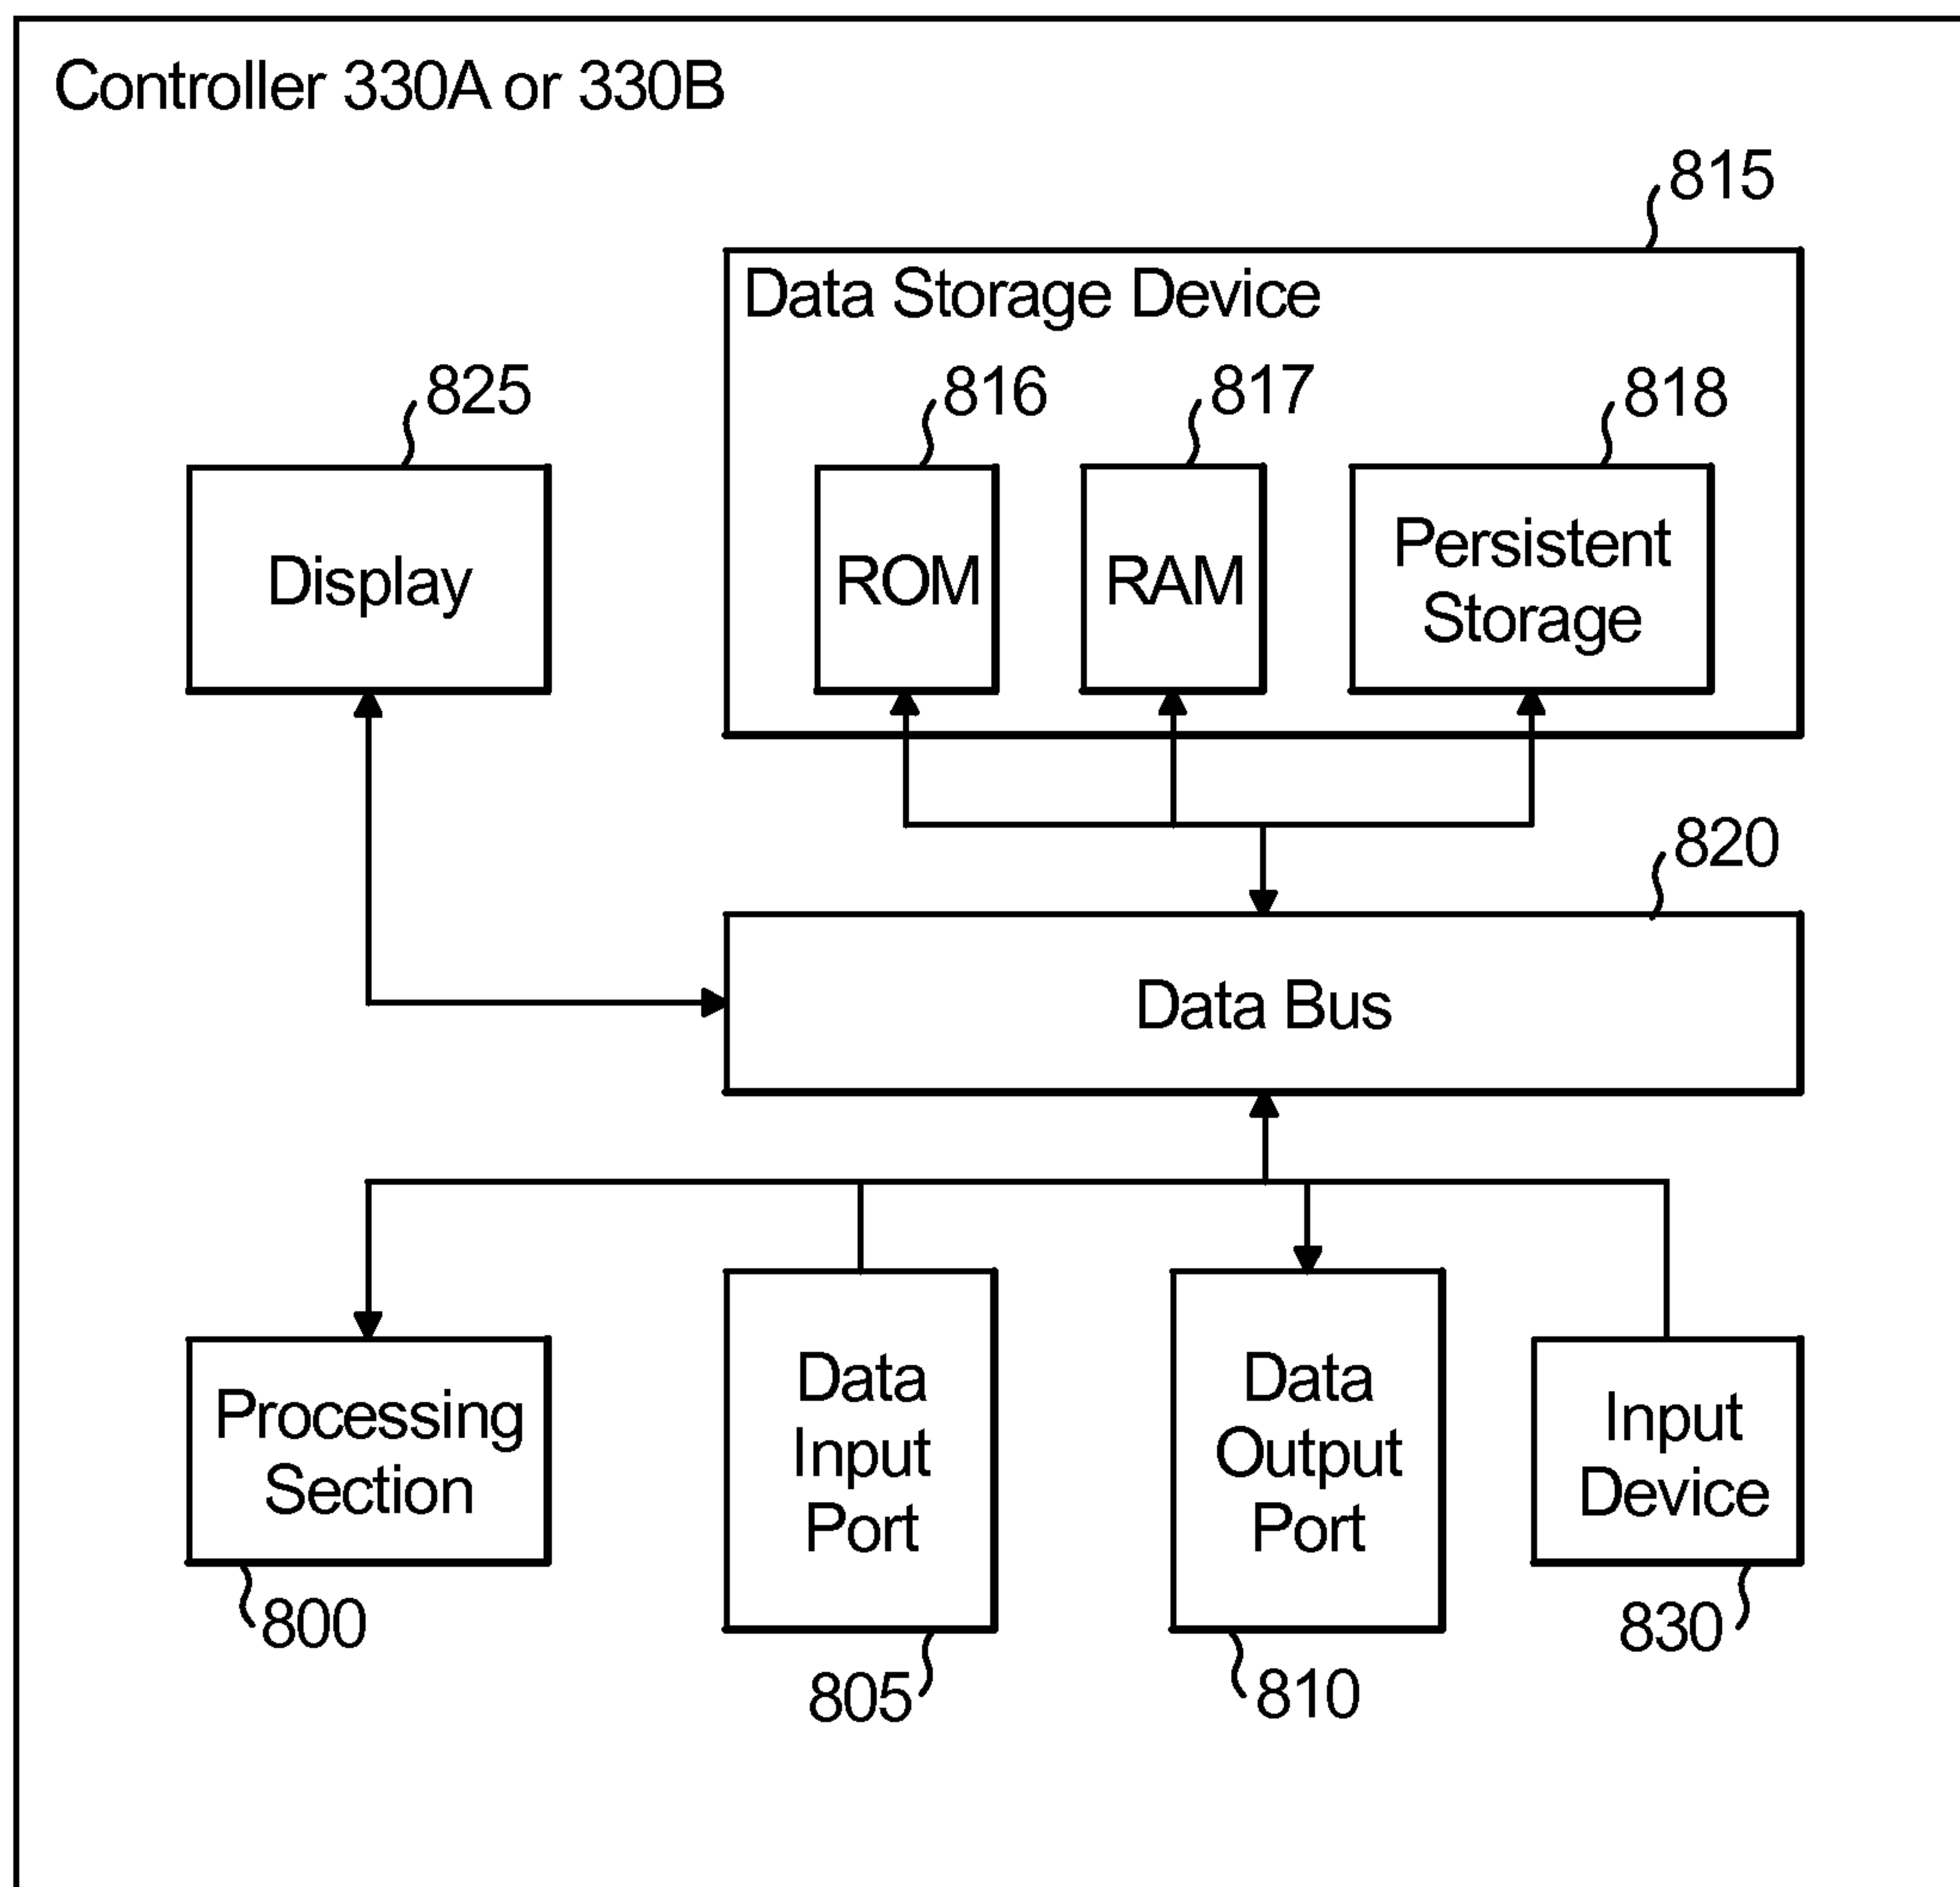 Controller 330A or 330B
815
Data Storage Device
825
816
817
818
Display
ROM
RAM
Persistent
Storage
820
Data Bus
Processing
Section
Data
Input
Port
Data
Output
Port
Input
Device
800
805
810
830